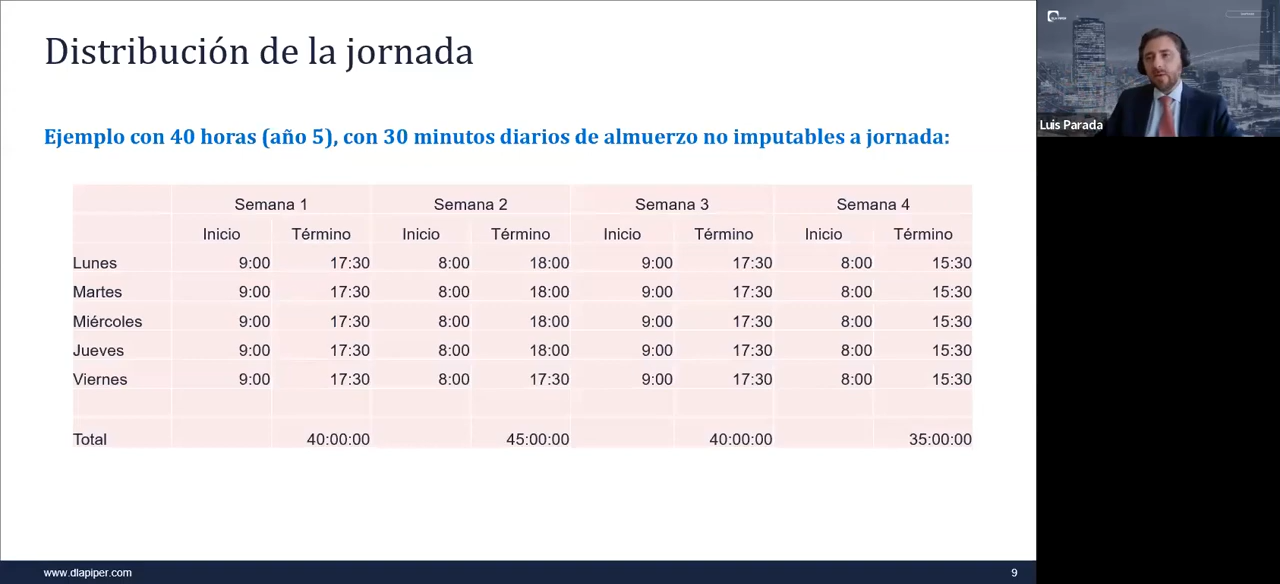 Distribución de la jornada
Ejemplo con 40 horas (año 5), con 30 minutos diarios de almuerzo no imputables a jornada:
Semana 1 Semana 2 Semana 3 Semana 4
Inicio Término Inicio Término Inicio Término Inicio Término
Lunes 9:00 17:30 8:00 18:00 9:00 17:30 8:00 15:30
Martes 9:00 17:30 8:00 18:00 9:00 17:30 8:00 15:30
Miércoles 9:00 17:30 8:00 18:00 9:00 17:30 8:00 15:30
Jueves 9:00 17:30 8:00 18:00 9:00 17:30 8:00 15:30
Viernes 9:00 17:30 8:00 17:30 9:00 17:30 8:00 15:30
Total 40:00:00 45:00:00 40:00:00 35:00:00
www.dlapiper.com 9
Luis Parada